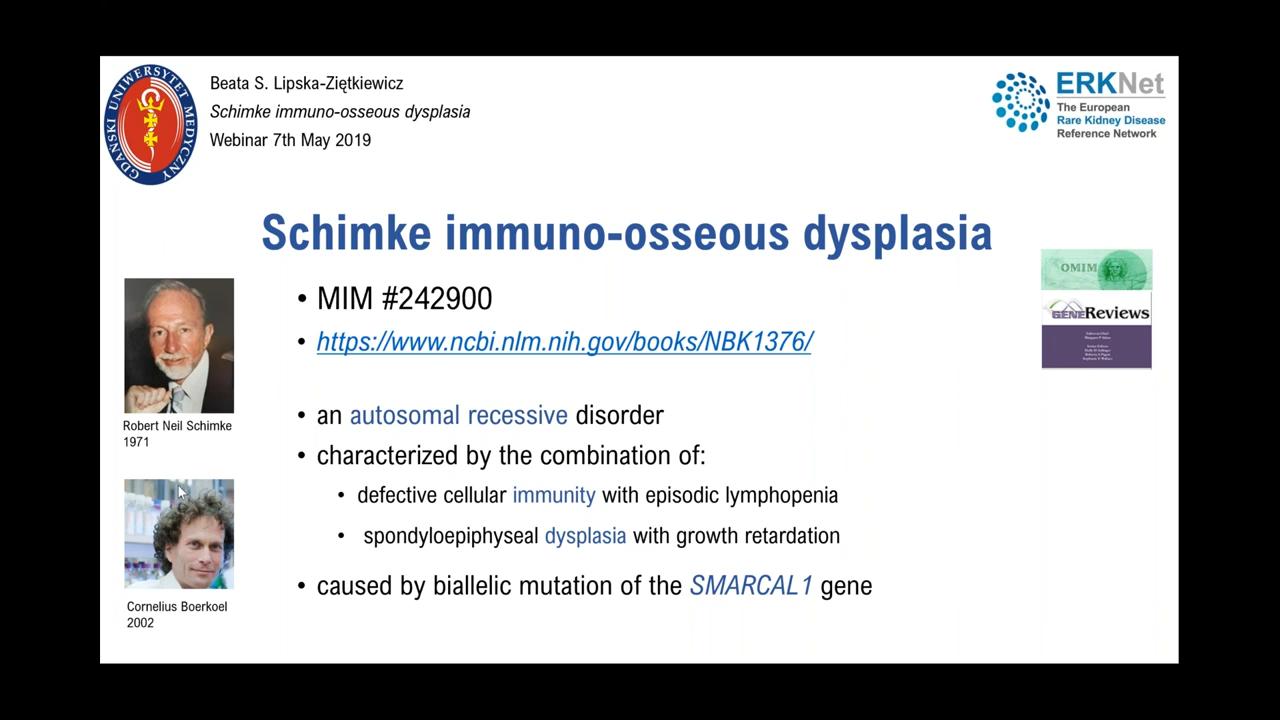 GDAŃSKI UNIWERSYTET MEDYCZNY
Beata S. Lipska-Ziętkiewicz
Schimke immuno-osseous dysplasia
Webinar 7th May 2019
ERKNet
The European
Rare Kidney Disease
Reference Network
Schimke immuno-osseous dysplasia
OMIM
GENEReviews
• MIM #242900
• https://www.ncbi.nlm.nih.gov/books/NBK1376/
• an autosomal recessive disorder
• characterized by the combination of:
• defective cellular immunity with episodic lymphopenia
• spondyloepiphyseal dysplasia with growth retardation
• caused by biallelic mutation of the SMARCAL1 gene
Robert Neil Schimke
1971
Cornelius Boerkoel
2002